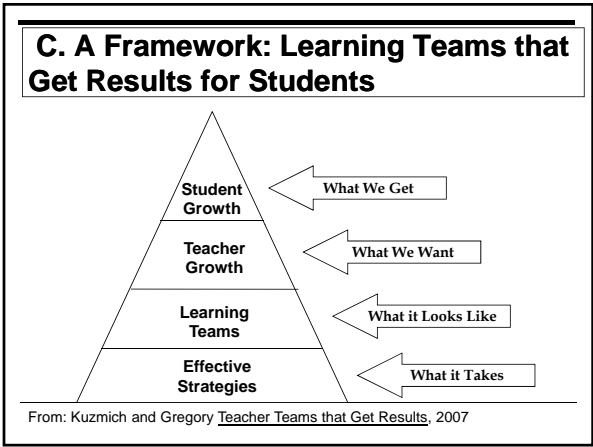 C. A Framework: Learning Teams that
Get Results for Students
Student
Growth
What We Get
Teacher
Growth
What We Want
Learning
Teams
What it Looks Like
Effective
Strategies
What it Takes
From: Kuzmich and Gregory Teacher Teams that Get Results, 2007